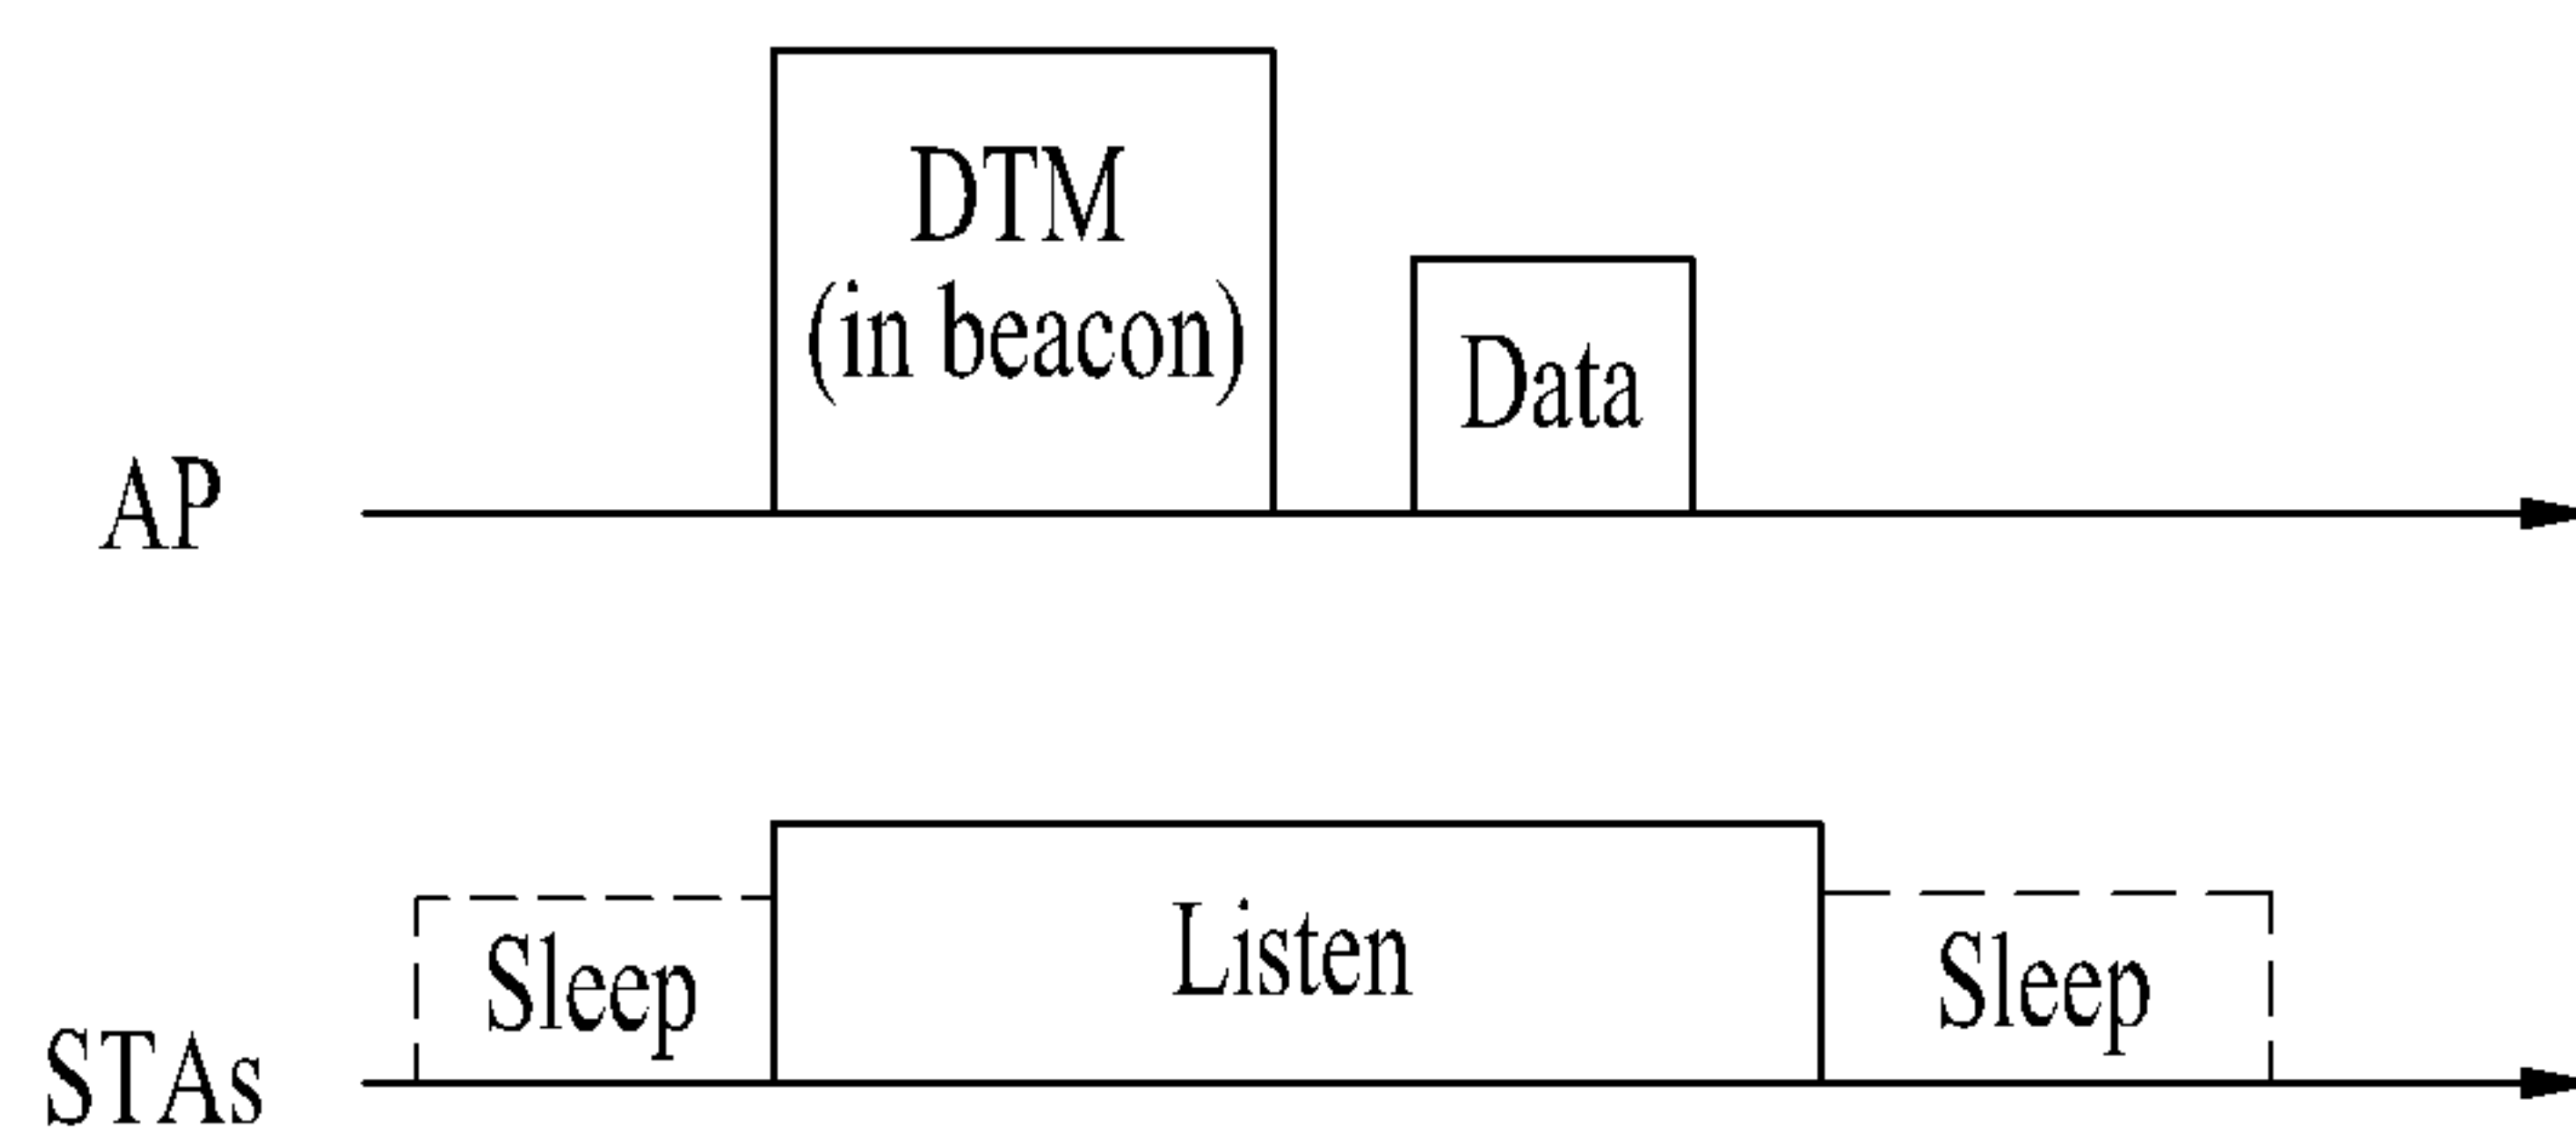 DTM
(in beacon)
Data
AP
Sleep
Listen
Sleep
STAs